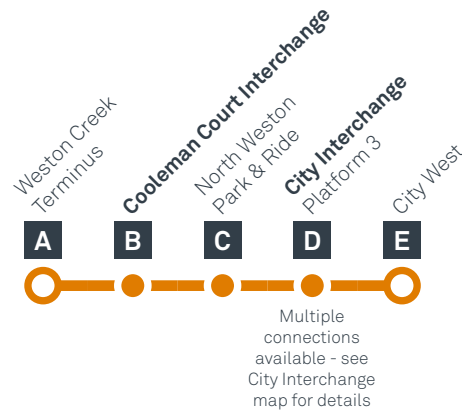 Weston Creek
Terminus
Cooleman Court Interchange
North Weston
Park & Ride
City Interchange
Platform 3
City West
A
B
C
D
E
Multiple
connections
available - see
City Interchange
map for details